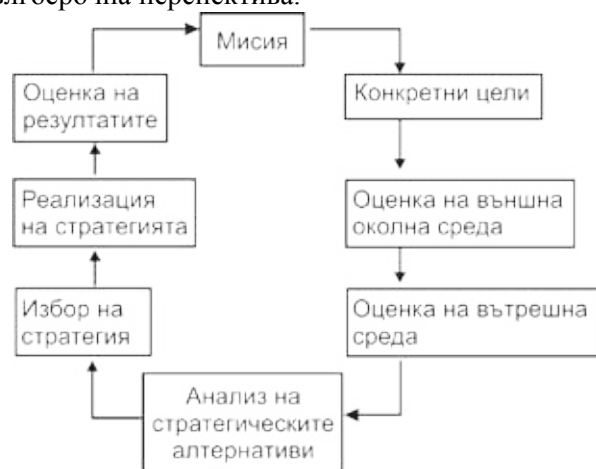 перспектива.
Мисия
Конкретни цели
Оценка на външна
околна среда
Оценка на вътрешна
среда
Анализ на
стратегическите
алтернативи
Избор на
стратегия
Реализация
на стратегията
Оценка на
резултатите